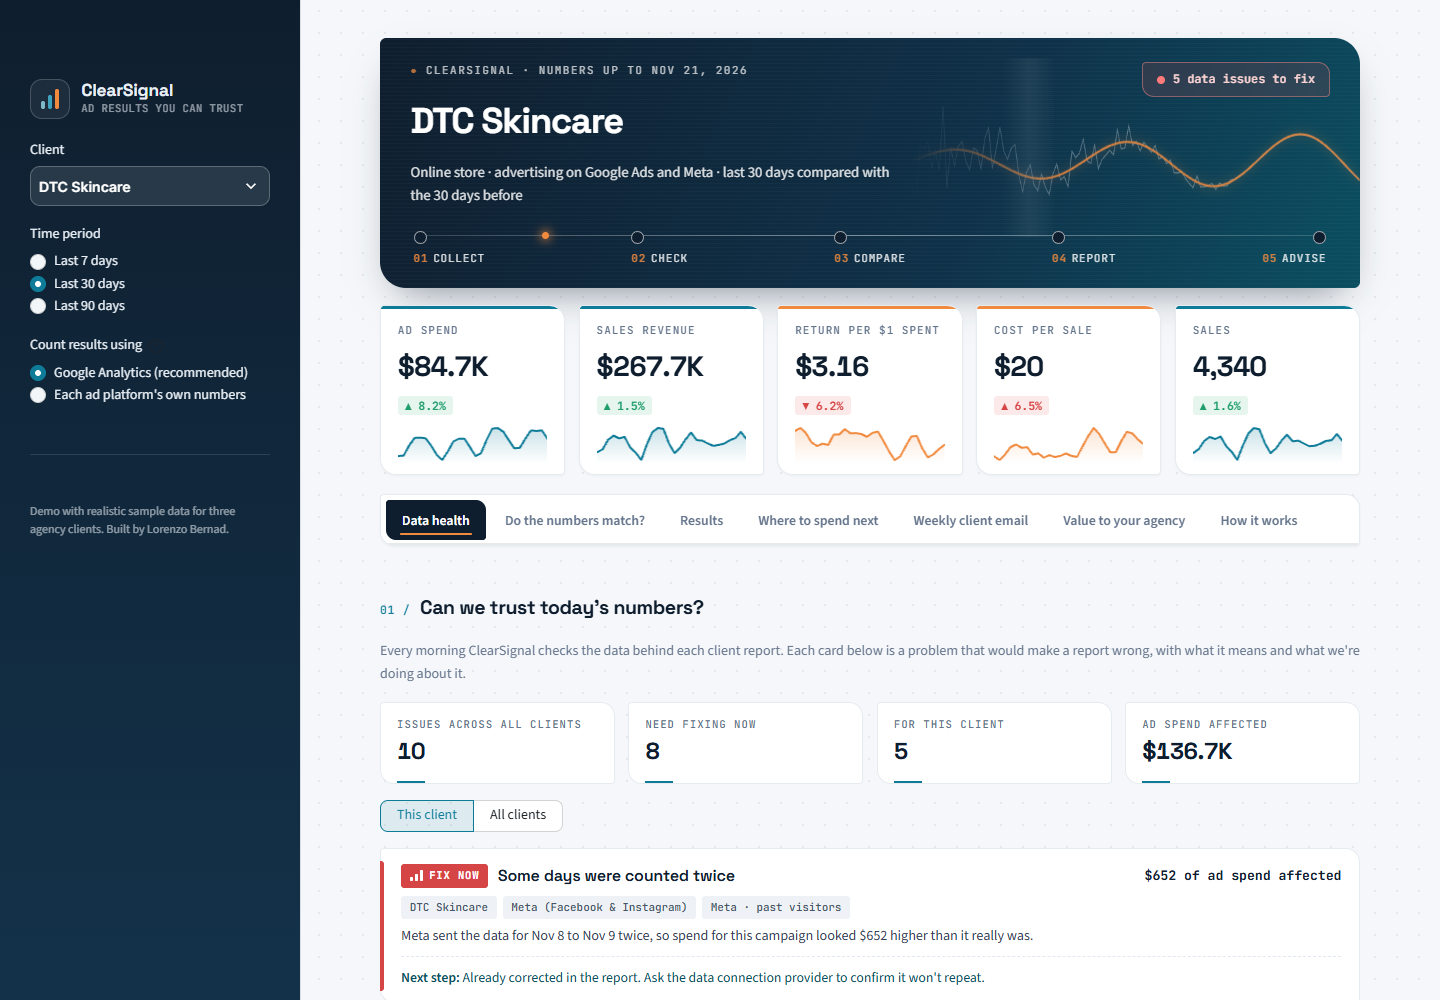 ClearSignal
AD RESULTS YOU CAN TRUST
Client
DTC Skincare
Time period
Last 7 days
Last 30 days
Last 90 days
Count results using
Google Analytics (recommended)
Each ad platform's own numbers
Demo with realistic sample data for three
agency clients. Built by Lorenzo Bernad.
CLEARSIGNAL · NUMBERS UP TO NOV 21, 2026
5 data issues to fix
DTC Skincare
Online store · advertising on Google Ads and Meta · last 30 days compared with
the 30 days before
01 COLLECT
02 CHECK
03 COMPARE
04 REPORT
05 ADVISE
AD SPEND
$84.7K
▲ 8.2%
SALES REVENUE
$267.7K
▲ 1.5%
RETURN PER $1 SPENT
$3.16
▼ 6.2%
COST PER SALE
$20
▲ 6.5%
SALES
4,340
▲ 1.6%
Data health
Do the numbers match?
Results
Where to spend next
Weekly client email
Value to your agency
How it works
01 / Can we trust today's numbers?
Every morning ClearSignal checks the data behind each client report. Each card below is a problem that would make a report wrong, with what it means and what we're
doing about it.
ISSUES ACROSS ALL CLIENTS
10
NEED FIXING NOW
8
FOR THIS CLIENT
5
AD SPEND AFFECTED
$136.7K
This client
All clients
FIX NOW
Some days were counted twice
$652 of ad spend affected
DTC Skincare
Meta (Facebook & Instagram)
Meta · past visitors
Meta sent the data for Nov 8 to Nov 9 twice, so spend for this campaign looked $652 higher than it really was.
Next step: Already corrected in the report. Ask the data connection provider to confirm it won't repeat.